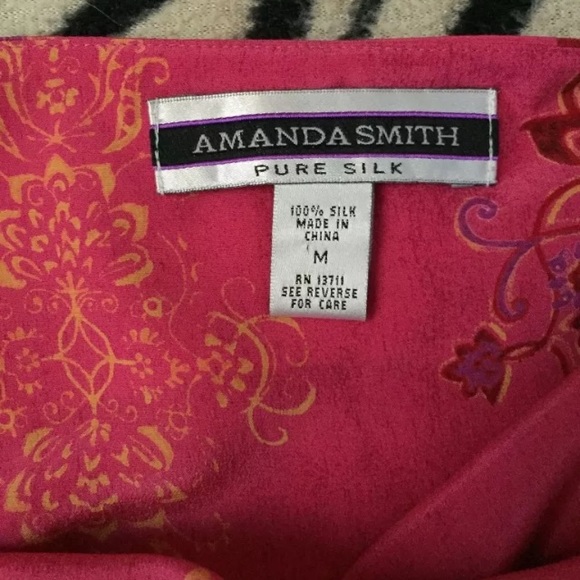 AMANDA SMITH
PURE SILK
100% SILK
MADE IN
CHINA
M
RN 13711
SEE REVERSE
FOR CARE